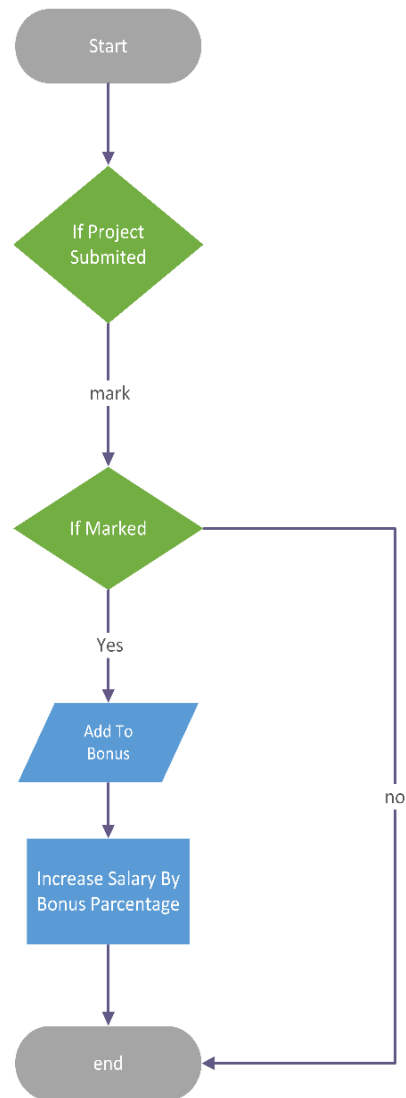 Start
If Project
Submited
mark
If Marked
Yes
Add To
Bonus
no
Increase Salary By
Bonus Parcentage
end